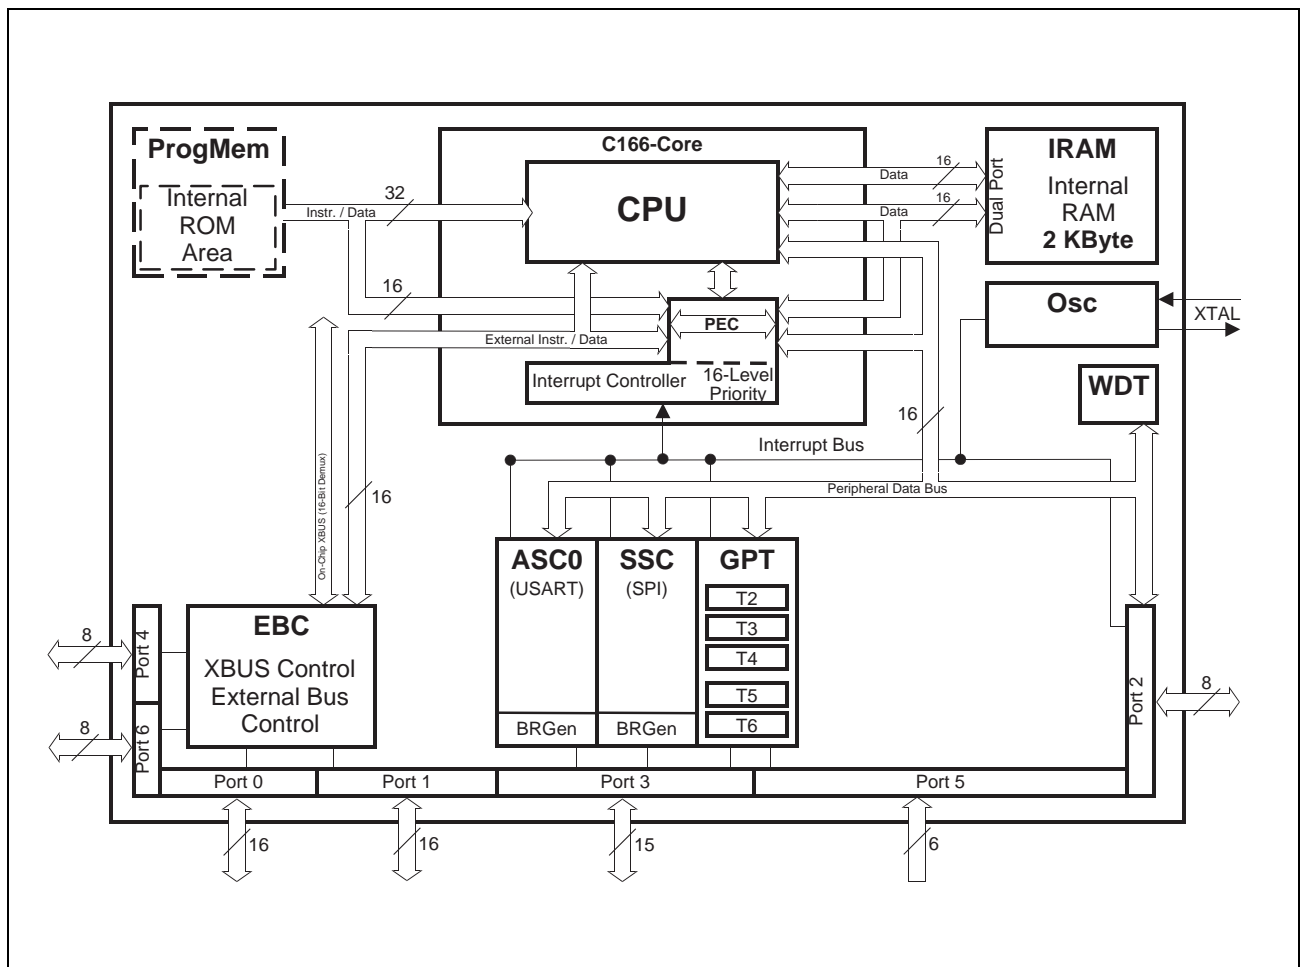 ProgMem
Internal
ROM
Area
C166-Core
CPU
IRAM
Internal
RAM
2 KByte
Dual Port
32
Instr. / Data
16
Data
16
Data
16
Osc
XTAL
PEC
External Instr. / Data
Interrupt Controller
16-Level
Priority
WDT
16
Interrupt Bus
Peripheral Data Bus
On-Chip XBUS (16-Bit Demux)
16
ASC0
(USART)
BRGen
SSC
(SPI)
BRGen
GPT
T2
T3
T4
T5
T6
EBC
XBUS Control
External Bus
Control
8
Port 4
8
Port 6
Port 2
8
Port 0
Port 1
Port 3
Port 5
16
16
15
6